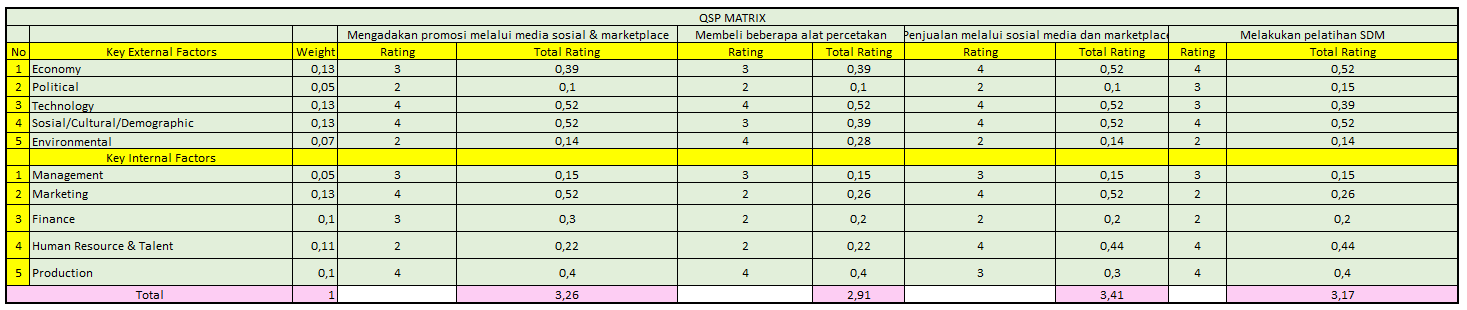 QSP MATRIX
Mengadakan promosi melalui media sosial & marketplace Membeli beberapa alat percetakan Penjualan melalui sosial media dan marketplace Melakukan pelatihan SDM
No Key External Factors Weight Rating Total Rating Rating Total Rating Rating Total Rating Rating Total Rating
1 Economy 0,13 3 0,39 3 0,39 4 0,52 4 0,52
2 Political 0,05 2 0,1 2 0,1 2 0,1 3 0,15
3 Technology 0,13 4 0,52 4 0,52 4 0,52 3 0,39
4 Sosial/Cultural/Demographic 0,13 4 0,52 3 0,39 4 0,52 4 0,52
5 Environmental 0,07 2 0,14 4 0,28 2 0,14 2 0,14
Key Internal Factors
1 Management 0,05 3 0,15 3 0,15 3 0,15 3 0,15
2 Marketing 0,13 4 0,52 2 0,26 4 0,52 2 0,26
3 Finance 0,1 3 0,3 2 0,2 2 0,2 2 0,2
4 Human Resource & Talent 0,11 2 0,22 2 0,22 4 0,44 4 0,44
5 Production 0,1 4 0,4 4 0,4 3 0,3 4 0,4
Total 1 3,26 2,91 3,41 3,17